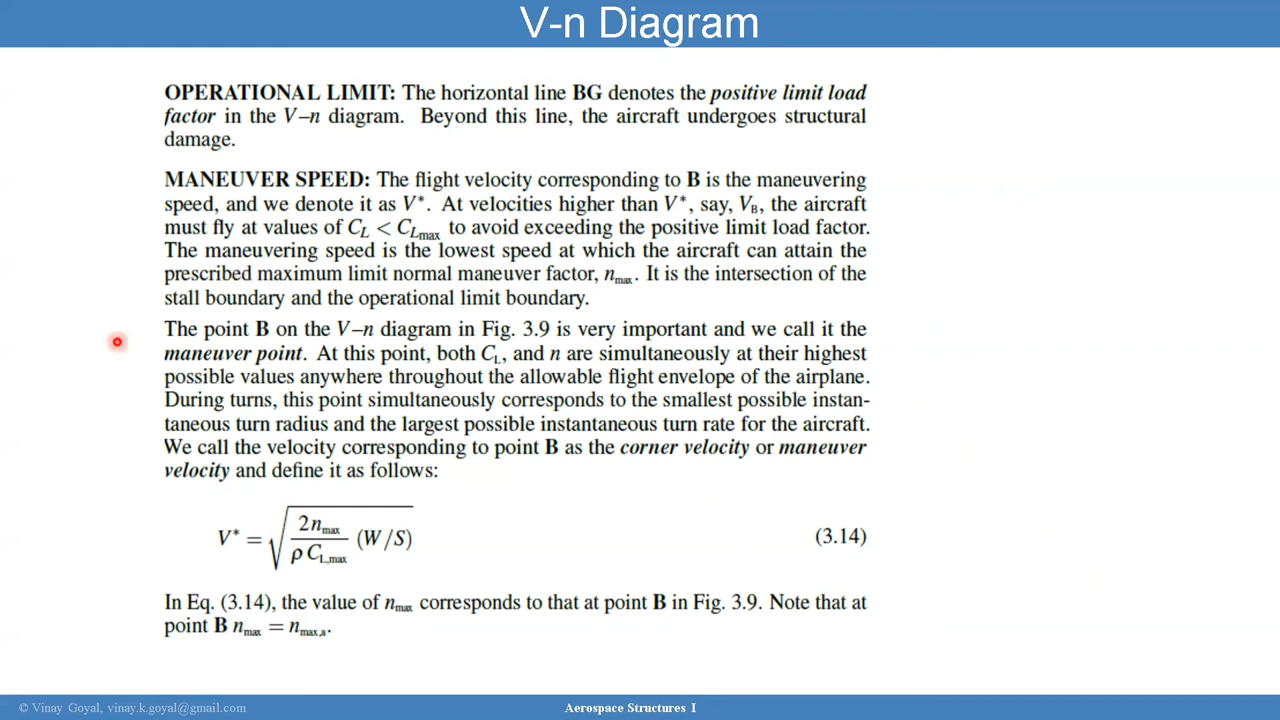 V-n Diagram
OPERATIONAL LIMIT: The horizontal line BG denotes the positive limit load
factor in the V–n diagram. Beyond this line, the aircraft undergoes structural
damage.
MANEUVER SPEED: The flight velocity corresponding to B is the maneuvering
speed, and we denote it as V*. At velocities higher than V*, say, V_B, the aircraft
must fly at values of C_L < C_Lmax to avoid exceeding the positive limit load factor.
The maneuvering speed is the lowest speed at which the aircraft can attain the
prescribed maximum limit normal maneuver factor, n_max. It is the intersection of the
stall boundary and the operational limit boundary.
The point B on the V–n diagram in Fig. 3.9 is very important and we call it the
maneuver point. At this point, both C_L, and n are simultaneously at their highest
possible values anywhere throughout the allowable flight envelope of the airplane.
During turns, this point simultaneously corresponds to the smallest possible instan-
taneous turn radius and the largest possible instantaneous turn rate for the aircraft.
We call the velocity corresponding to point B as the corner velocity or maneuver
velocity and define it as follows:
V* = √(2n_max / ρ C_L,max (W/S)) (3.14)
In Eq. (3.14), the value of n_max corresponds to that at point B in Fig. 3.9. Note that at
point B n_max = n_max,a.
© Vinay Goyal, vinay.k.goyal@gmail.com Aerospace Structures I